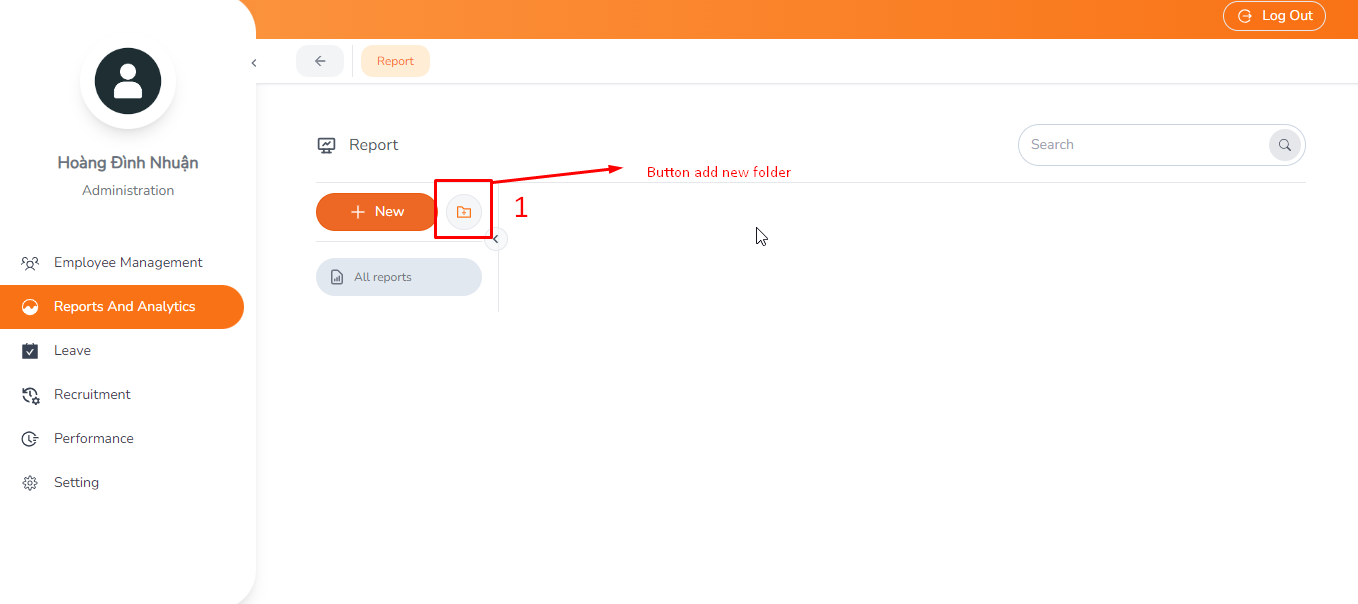 Log Out
Report
Hoàng Đình Nhuận
Administration
Report
Search
Button add new folder
New
1
All reports
Employee Management
Reports And Analytics
Leave
Recruitment
Performance
Setting